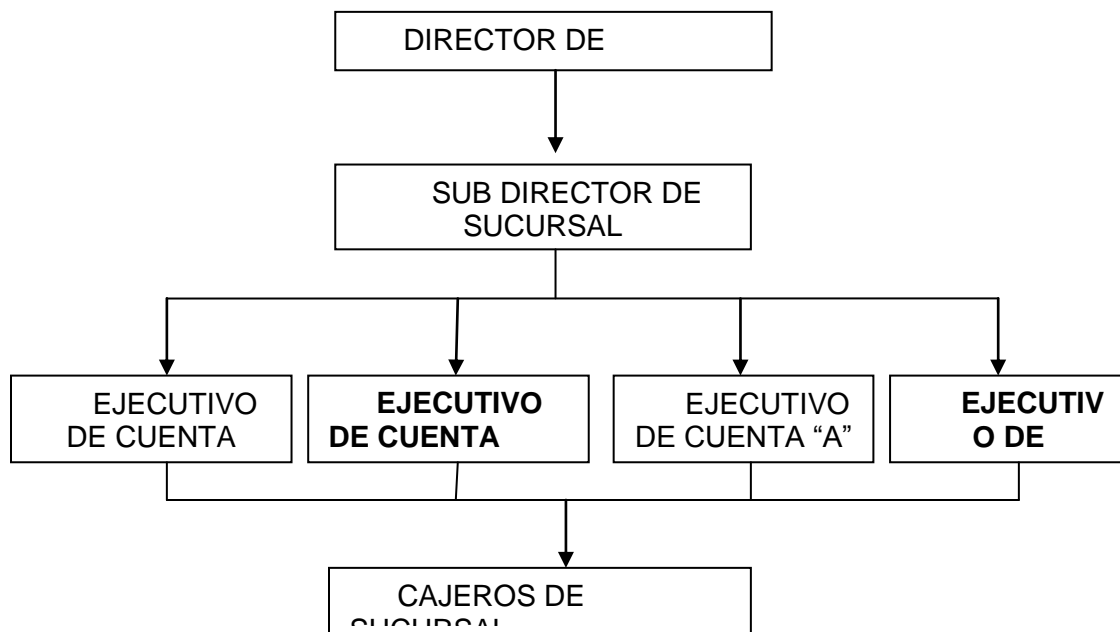 DIRECTOR DE
SUB DIRECTOR DE
SUCURSAL
EJECUTIVO
DE CUENTA
EJECUTIVO
DE CUENTA
EJECUTIVO
DE CUENTA “A”
EJECUTIV
O DE
CAJEROS DE
SUCURSAL